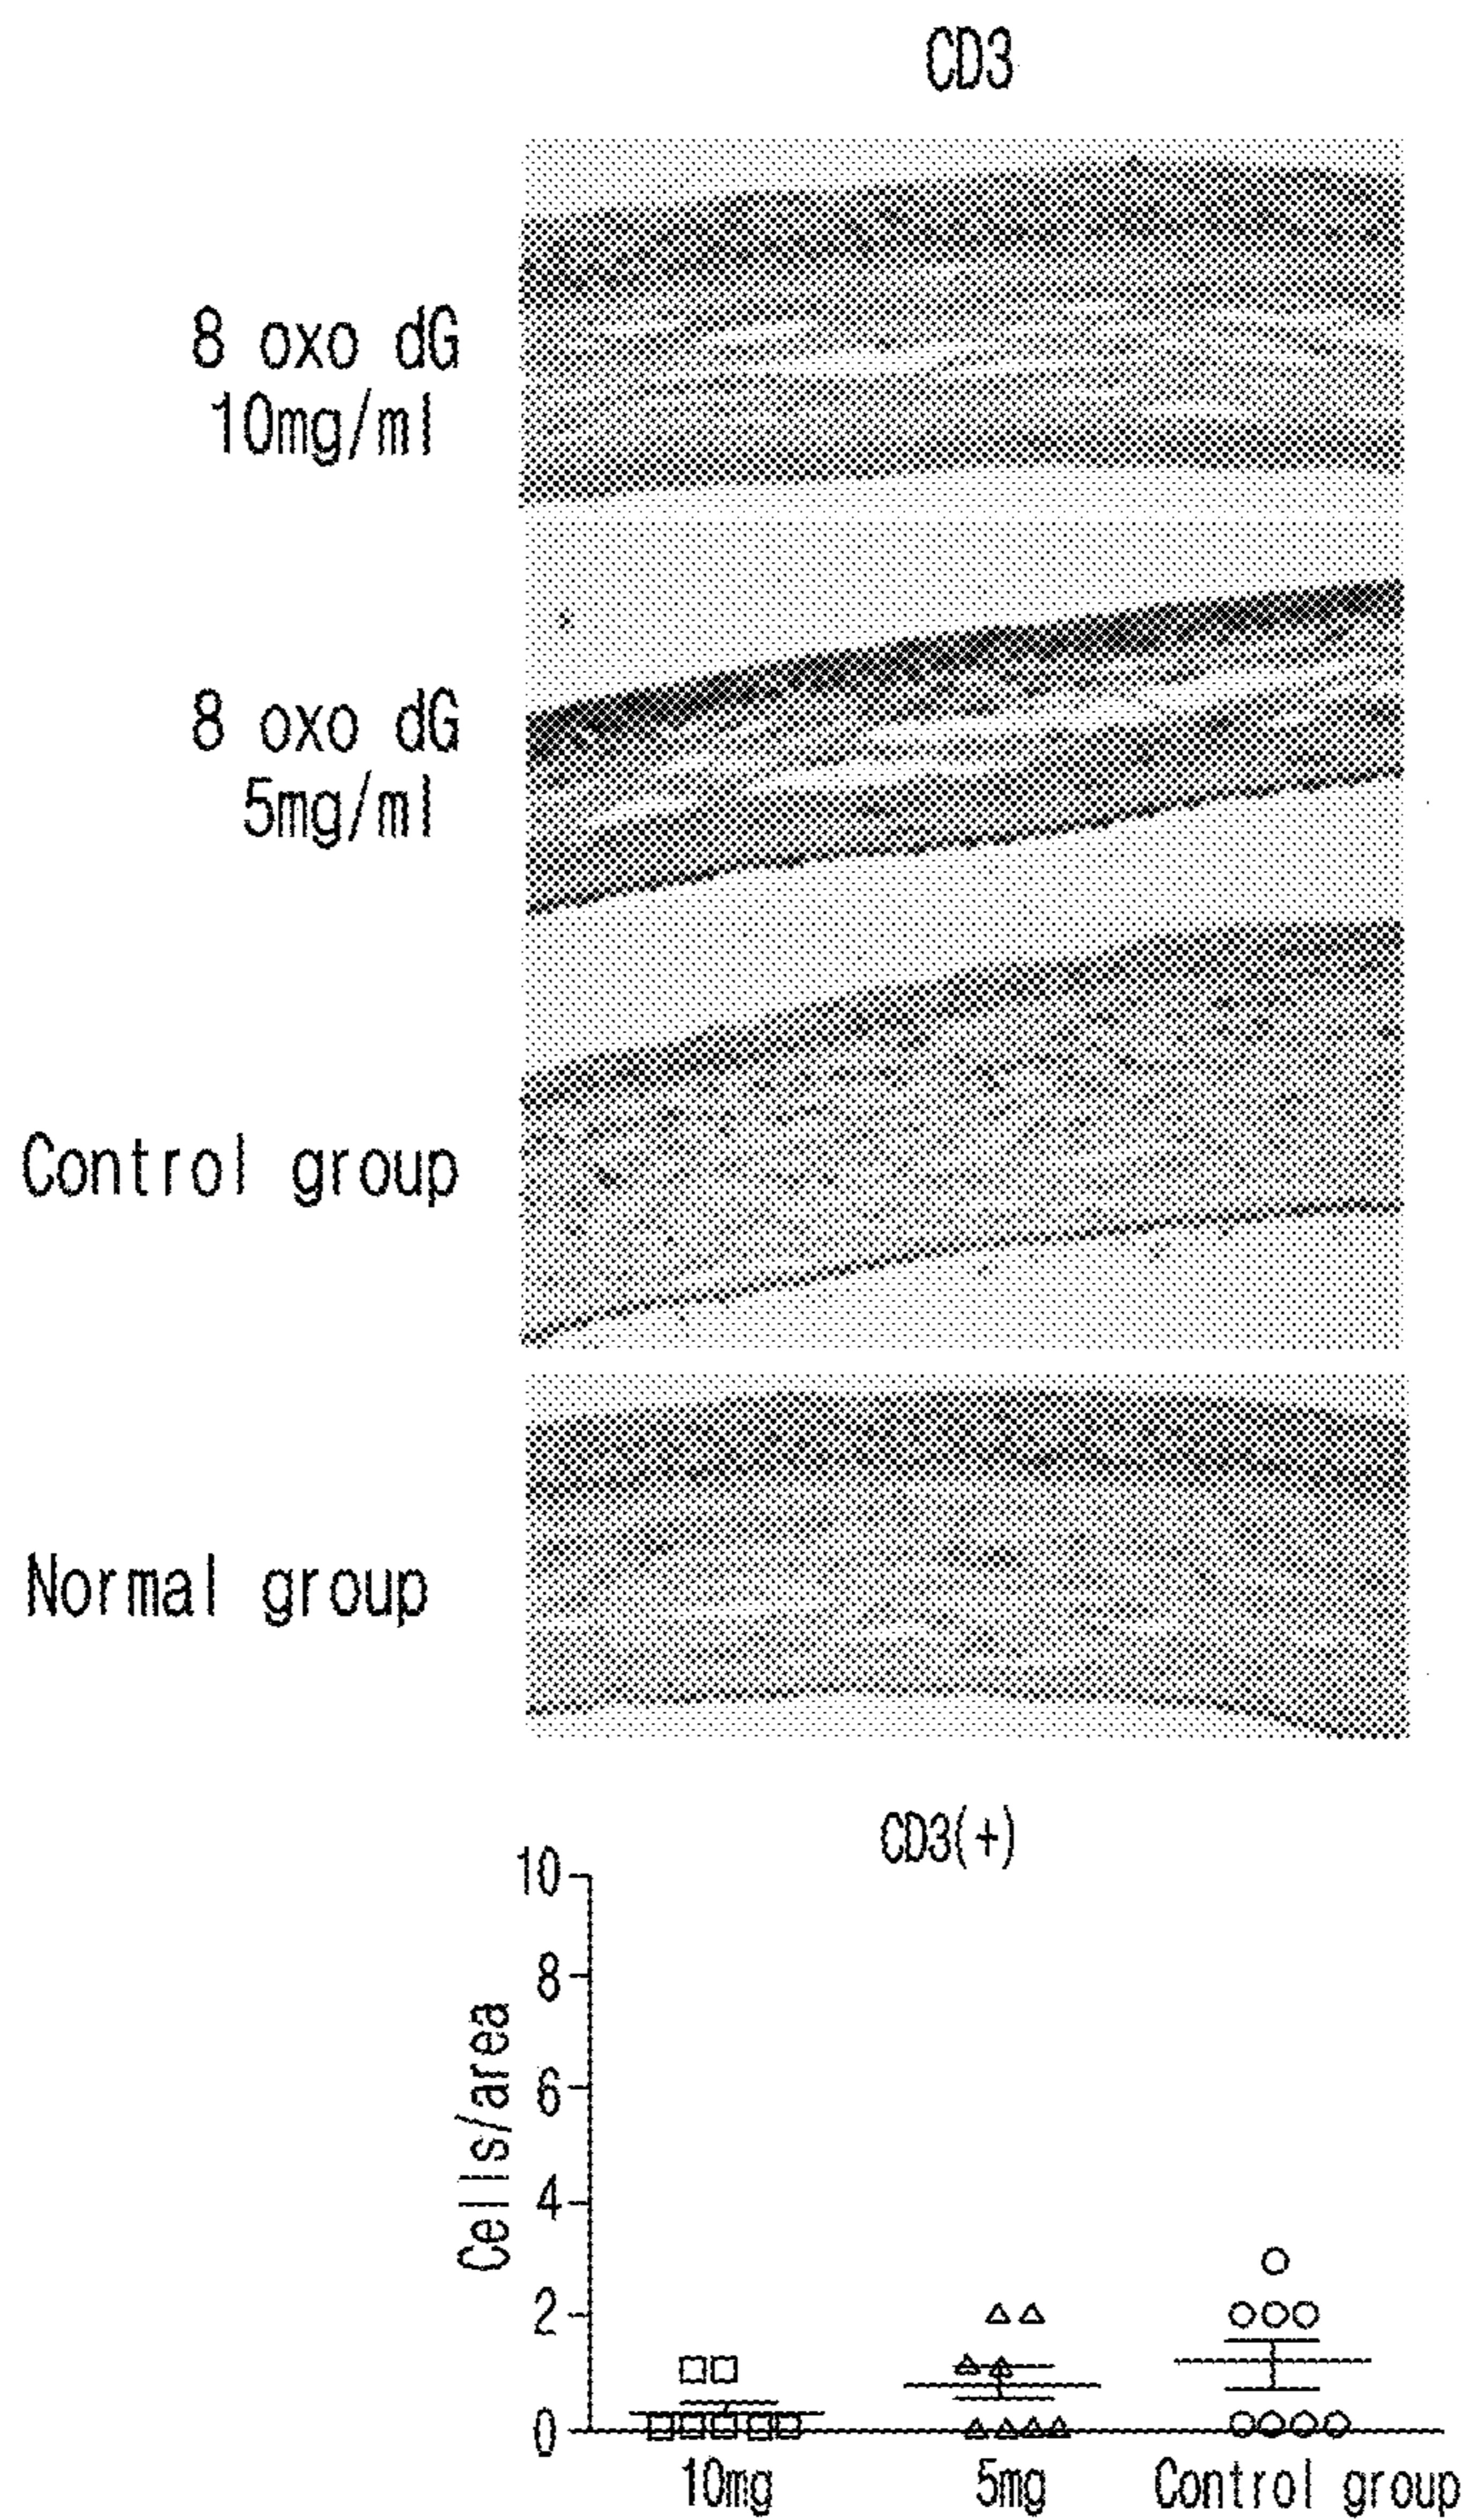 CD3
8 oxo dG
10mg/ml
8 oxo dG
5mg/ml
Control group
Normal group
CD3(+)
10
8
6
4
2
0
Cells/area
10mg
5mg
Control group